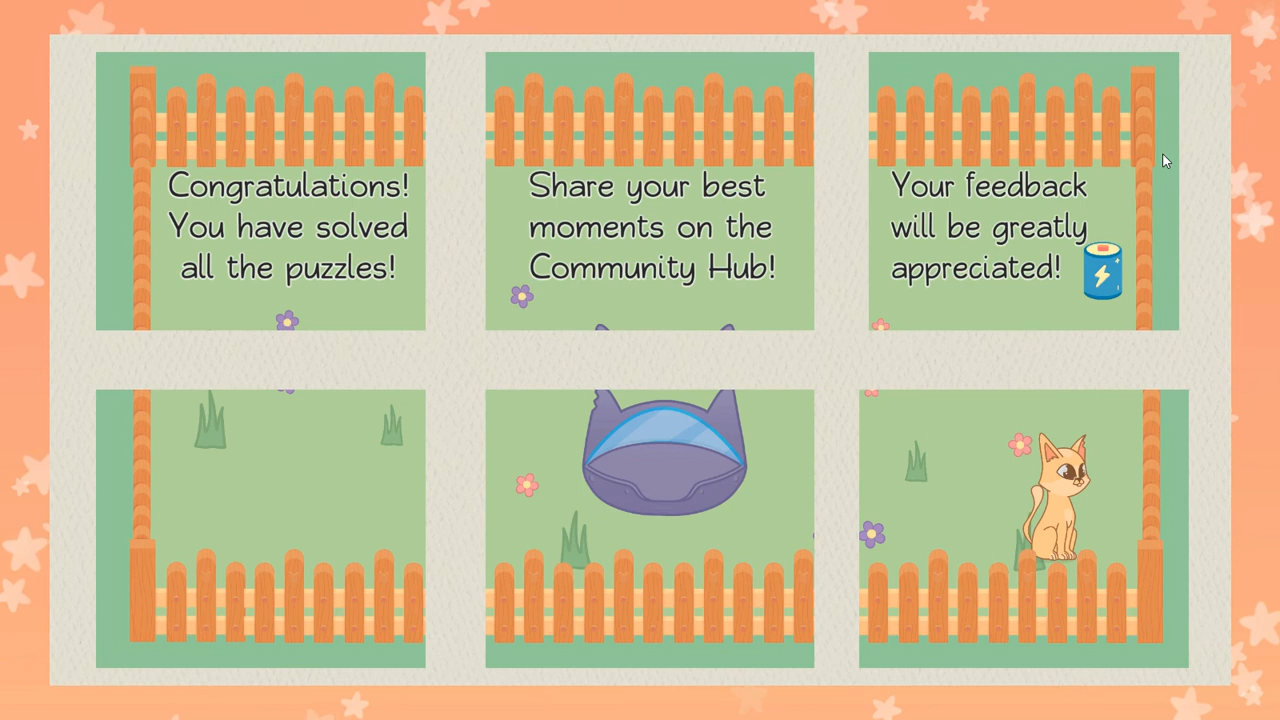 Congratulations!
You have solved
all the puzzles!
Share your best
moments on the
Community Hub!
Your feedback
will be greatly
appreciated!